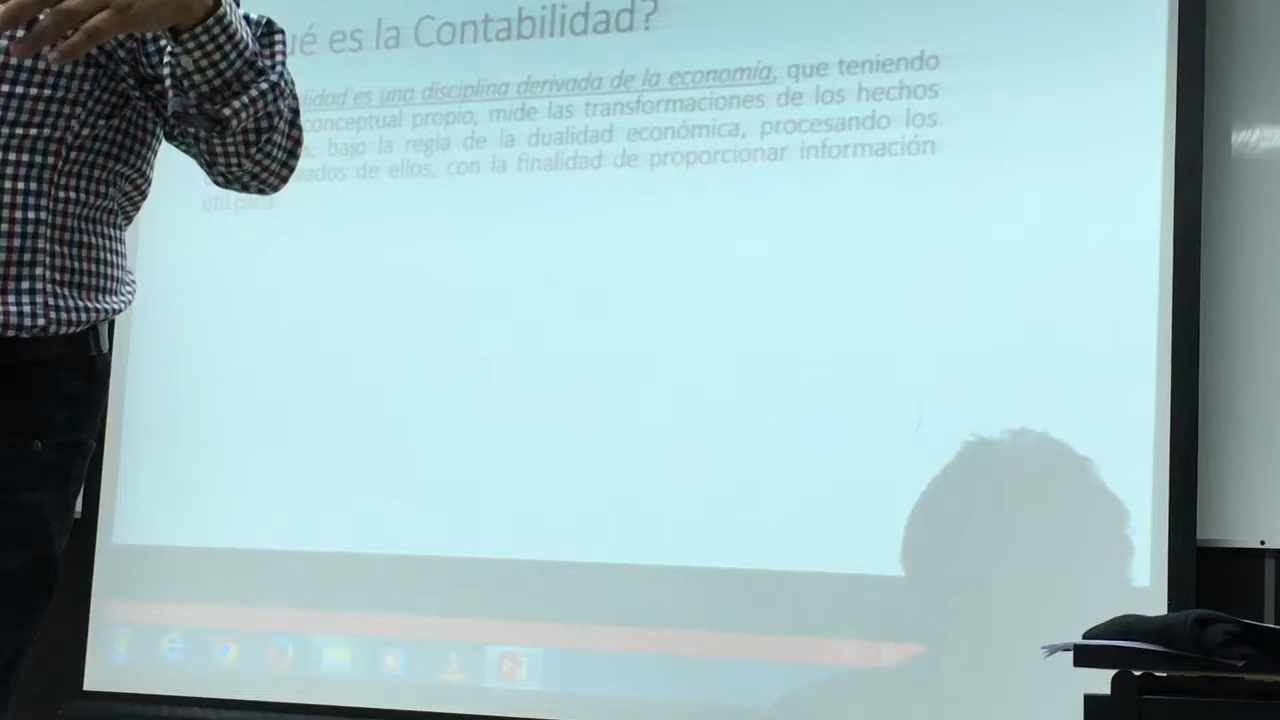 ué es la Contabilidad?
lidad es una disciplina derivada de la economía, que teniendo
conceptual propio, mide las transformaciones de los hechos
, bajo la regla de la dualidad económica, procesando los
vados de ellos, con la finalidad de proporcionar información
útil para